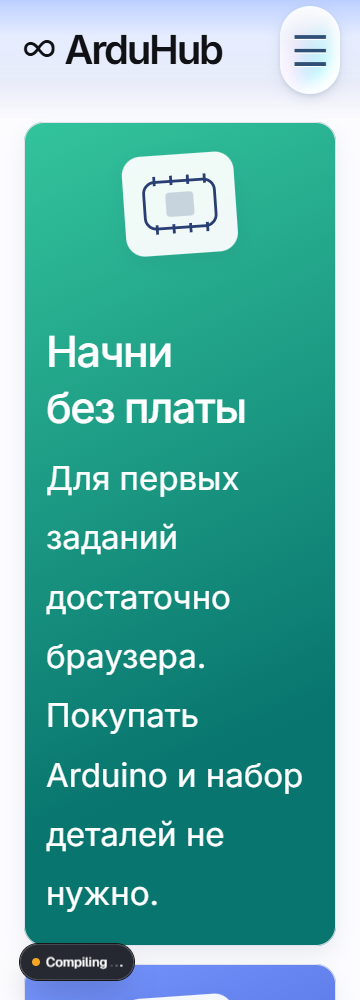 ∞ ArduHub
Начни
без платы
Для первых
заданий
достаточно
браузера.
Покупать
Arduino и набор
деталей не
нужно.
Compiling...